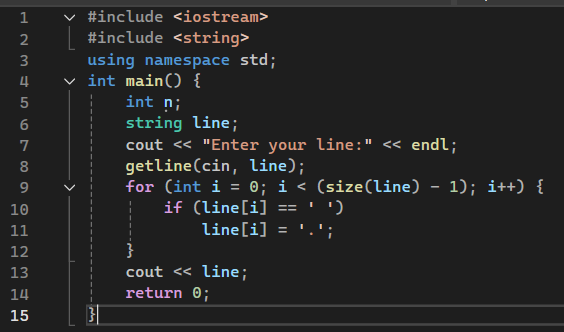 1 #include <iostream>
2 #include <string>
3 using namespace std;
4 int main() {
5 int n;
6 string line;
7 cout << "Enter your line:" << endl;
8 getline(cin, line);
9 for (int i = 0; i < (size(line) - 1); i++) {
10 if (line[i] == ' ')
11 line[i] = '.';
12 }
13 cout << line;
14 return 0;
15 }